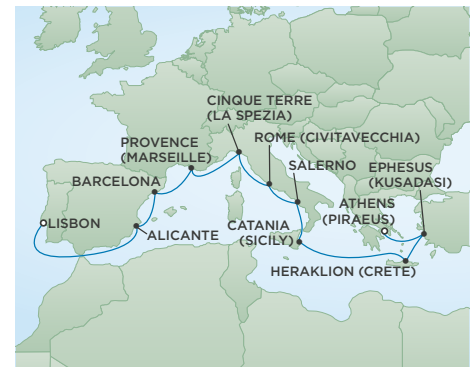 CINQUE TERRE
(LA SPEZIA)
ROME (CIVITAVECCHIA)
PROVENCE
(MARSEILLE)
SALERNO
EPHESUS
(KUSADASI)
BARCELONA
ATHENS
(PIRAEUS)
LISBON
ALICANTE
CATANIA
(SICILY)
HERAKLION (CRETE)